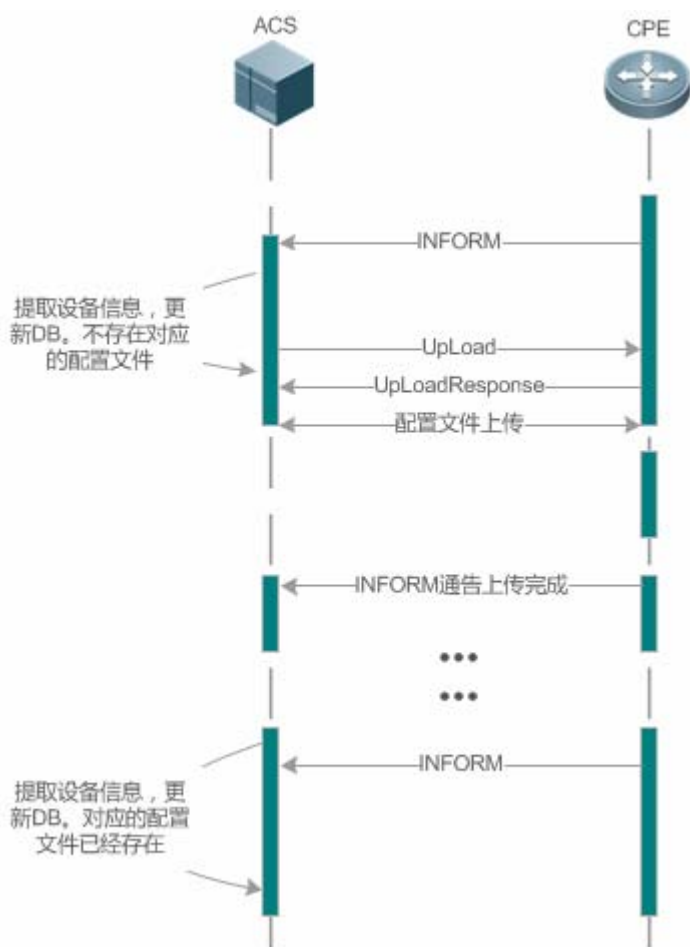 ACS
CPE
INFORM
提取设备信息，更
新DB。不存在对应
的配置文件
UpLoad
UpLoadResponse
配置文件上传
INFORM通告上传完成
INFORM
提取设备信息，更
新DB。对应的配置
文件已经存在